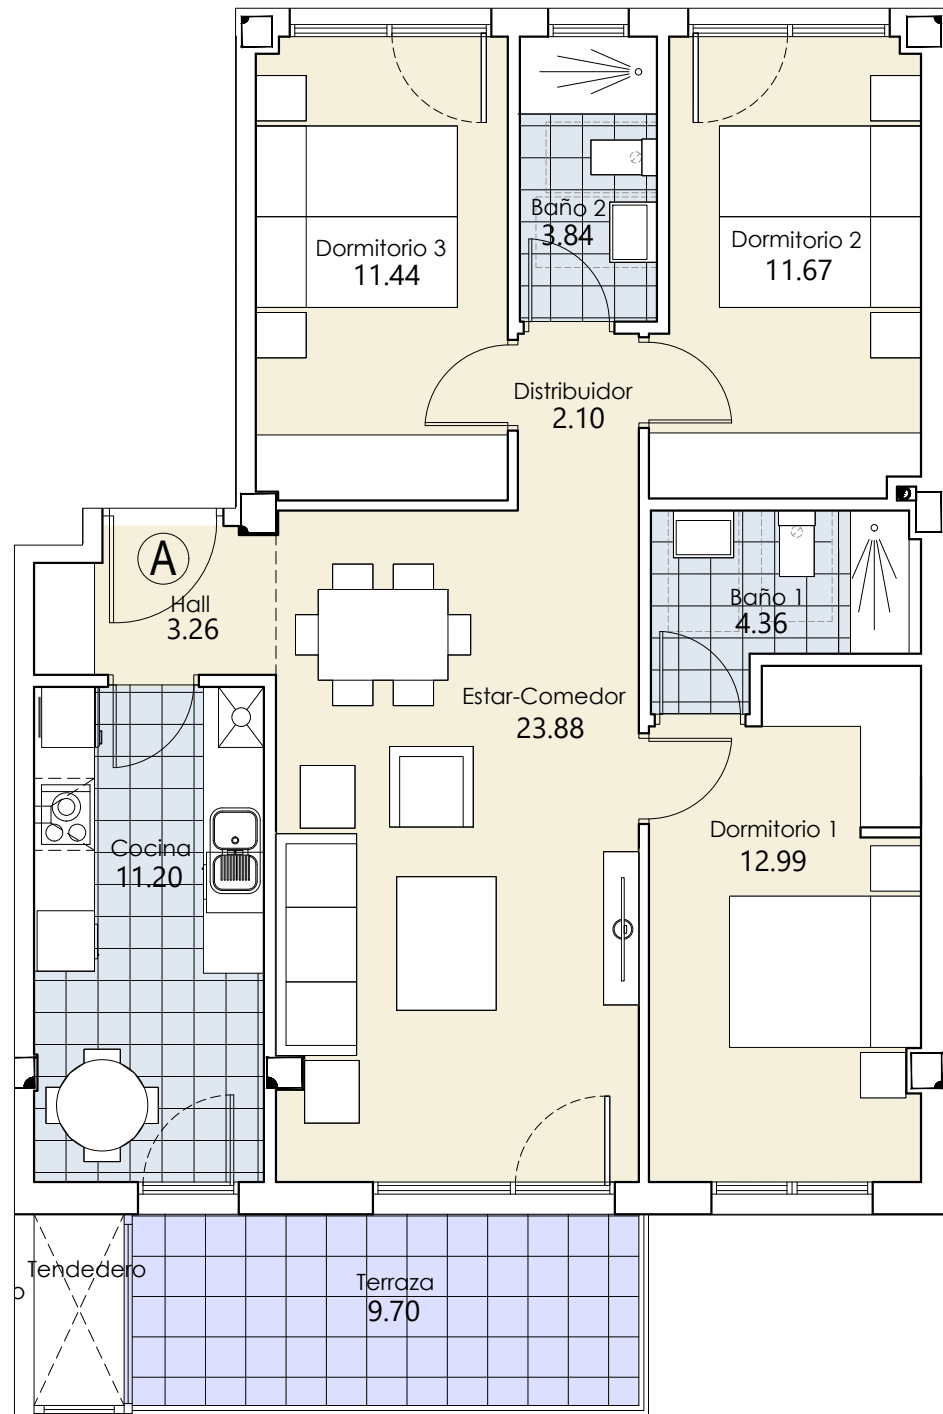 Dormitorio 3
11.44
Baño 2
3.84
Dormitorio 2
11.67
Distribuidor
2.10
A
Hall
3.26
Baño 1
4.36
Estar-Comedor
23.88
Dormitorio 1
12.99
Cocina
11.20
Tendedero
Terraza
9.70